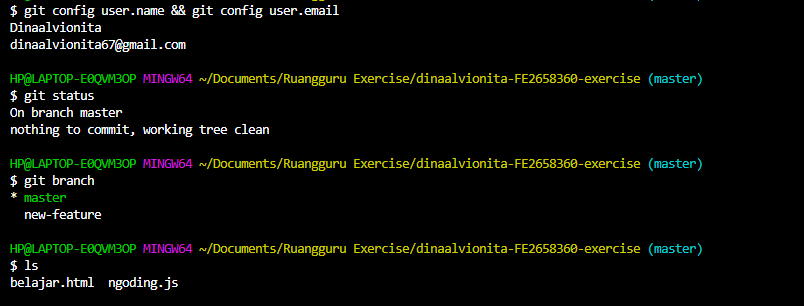 $ git config user.name && git config user.email
Dinaalvionita
dinaalvionita67@gmail.com
HP@LAPTOP-E0QVM3OP MINGW64 ~/Documents/Ruangguru Exercise/dinaalvionita-FE2658360-exercise (master)
$ git status
On branch master
nothing to commit, working tree clean
HP@LAPTOP-E0QVM3OP MINGW64 ~/Documents/Ruangguru Exercise/dinaalvionita-FE2658360-exercise (master)
$ git branch
* master
new-feature
HP@LAPTOP-E0QVM3OP MINGW64 ~/Documents/Ruangguru Exercise/dinaalvionita-FE2658360-exercise (master)
$ ls
belajar.html  ngoding.js